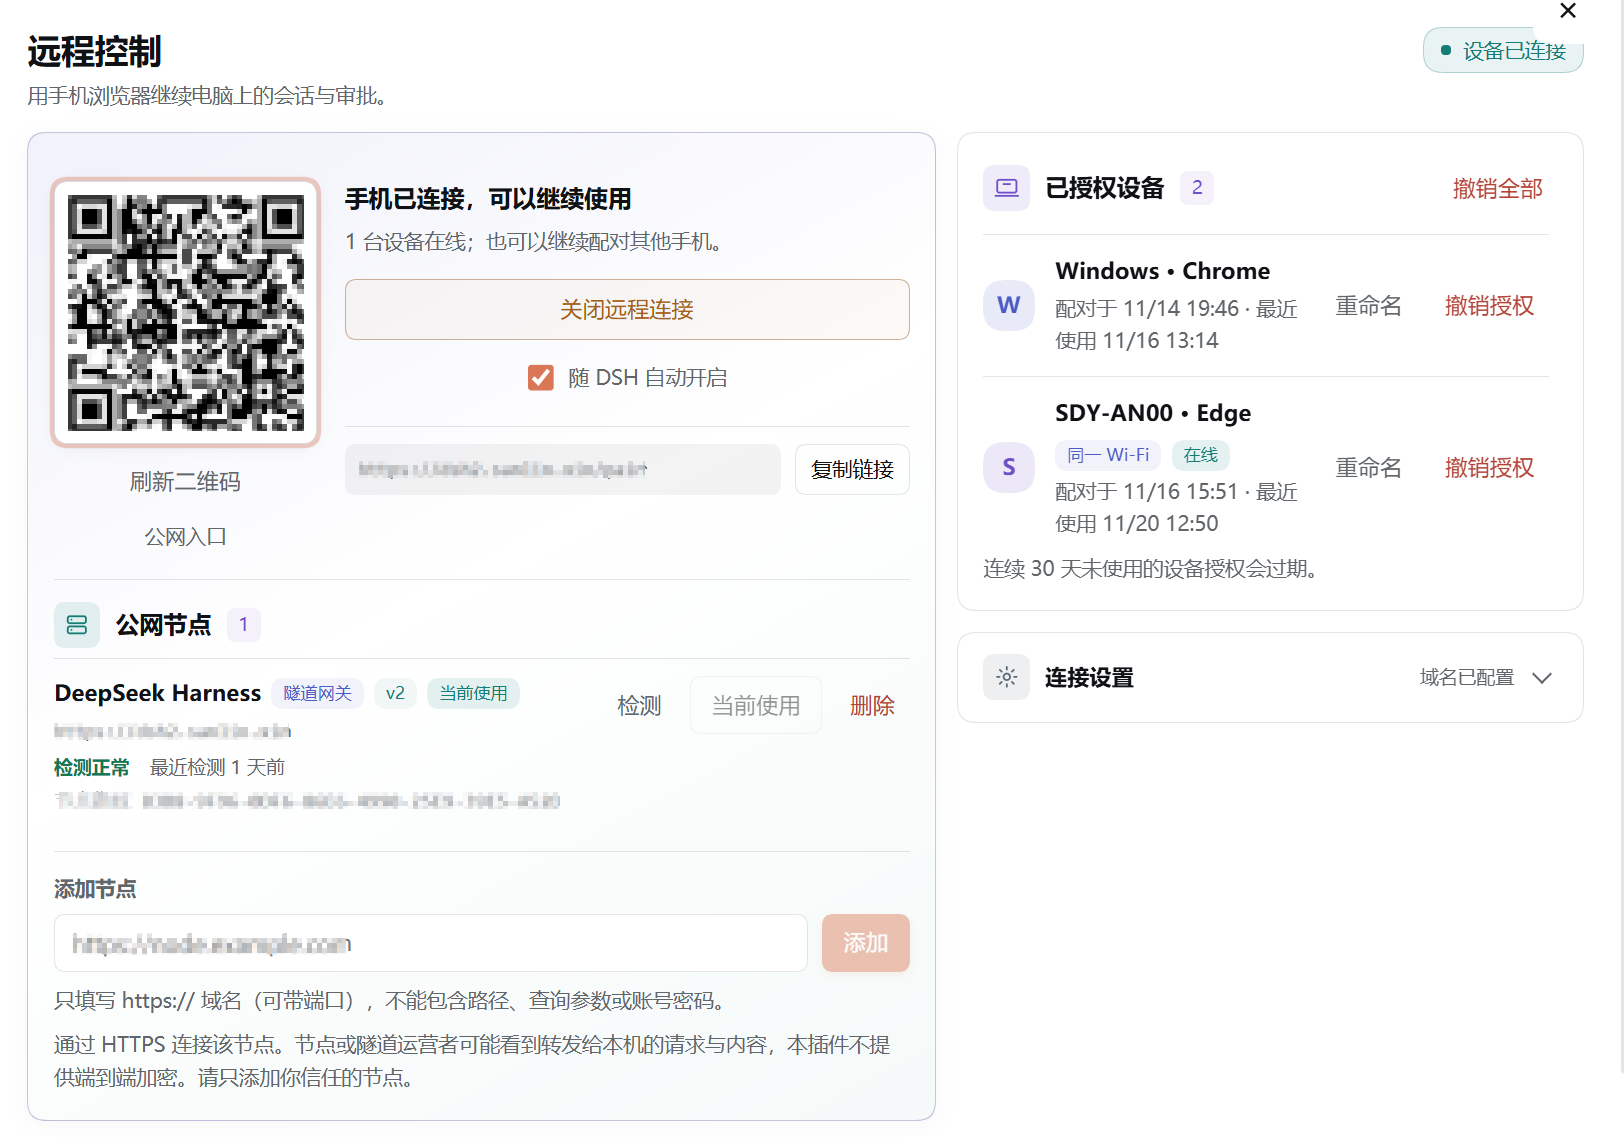 远程控制
设备已连接
用手机浏览器继续电脑上的会话与审批。
手机已连接，可以继续使用
1 台设备在线；也可以继续配对其他手机。
关闭远程连接
随 DSH 自动开启
复制链接
刷新二维码
公网入口
公网节点 1
DeepSeek Harness 隧道网关 v2 当前使用
检测 当前使用 删除
检测正常 最近检测 1 天前
添加节点
https://node.example.com
添加
只填写 https:// 域名（可带端口），不能包含路径、查询参数或账号密码。
通过 HTTPS 连接该节点。节点或隧道运营者可能看到转发给本机的请求与内容，本插件不提
供端到端加密。请只添加你信任的节点。
已授权设备 2
撤销全部
W
Windows • Chrome
配对于 11/14 19:46 · 最近
使用 11/16 13:14
重命名 撤销授权
S
SDY-AN00 • Edge
同一 Wi-Fi 在线
配对于 11/16 15:51 · 最近
使用 11/20 12:50
重命名 撤销授权
连续 30 天未使用的设备授权会过期。
连接设置
域名已配置